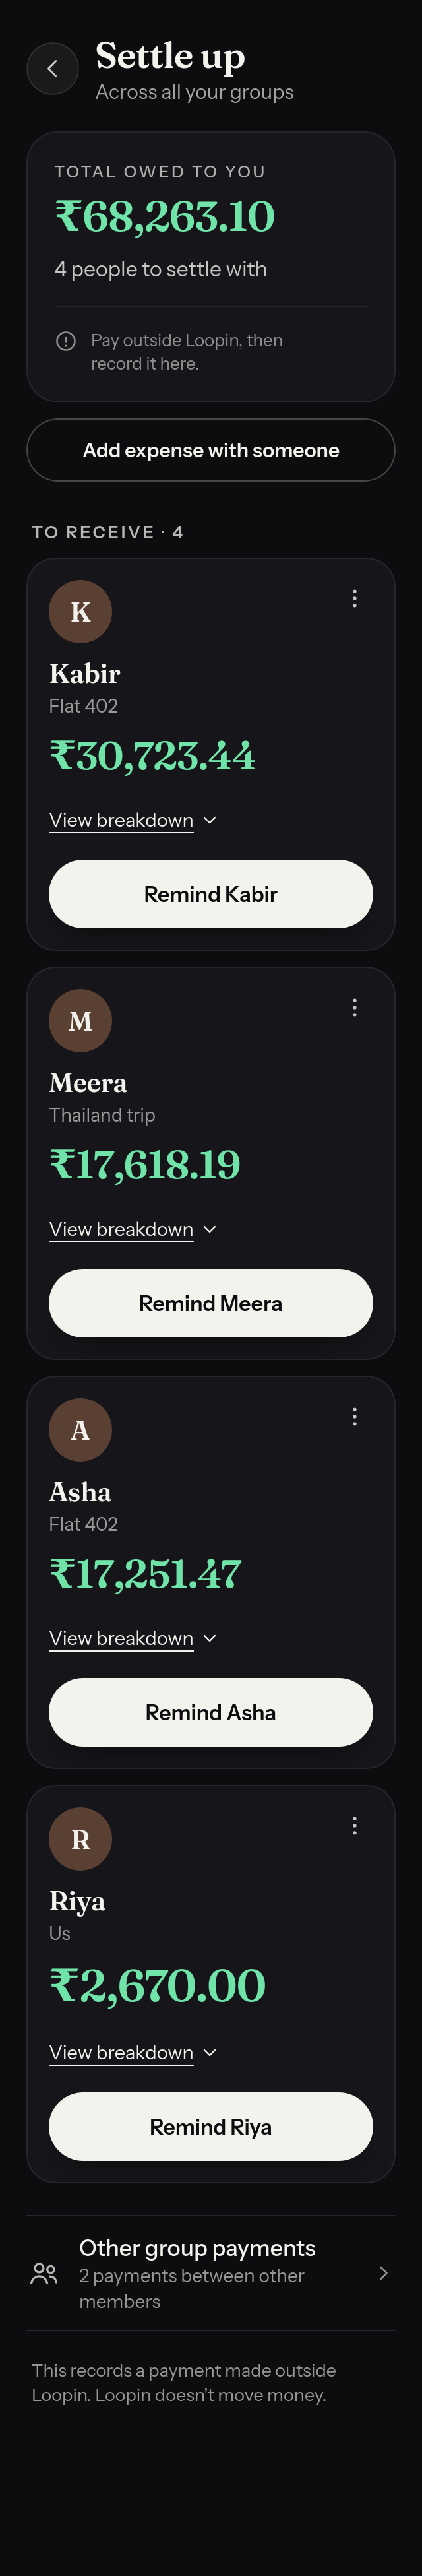 Settle up
Across all your groups
TOTAL OWED TO YOU
₹68,263.10
4 people to settle with
Pay outside Loopin, then
record it here.
Add expense with someone
TO RECEIVE · 4
K
Kabir
Flat 402
₹30,723.44
View breakdown
Remind Kabir
M
Meera
Thailand trip
₹17,618.19
View breakdown
Remind Meera
A
Asha
Flat 402
₹17,251.47
View breakdown
Remind Asha
R
Riya
Us
₹2,670.00
View breakdown
Remind Riya
Other group payments
2 payments between other
members
This records a payment made outside
Loopin. Loopin doesn’t move money.